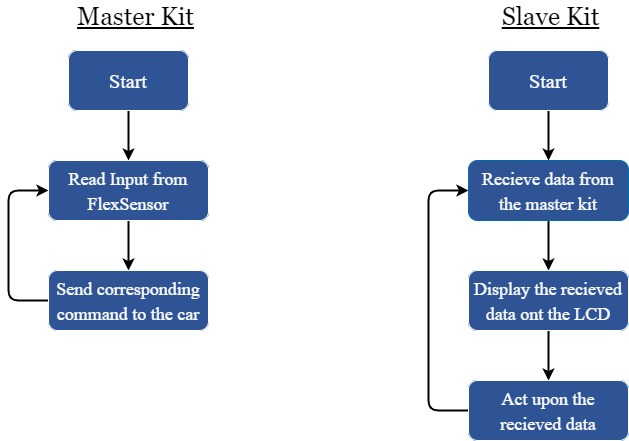 Master Kit
Start
Read Input from
FlexSensor
Send corresponding
command to the car
Slave Kit
Start
Recieve data from
the master kit
Display the recieved
data ont the LCD
Act upon the
recieved data